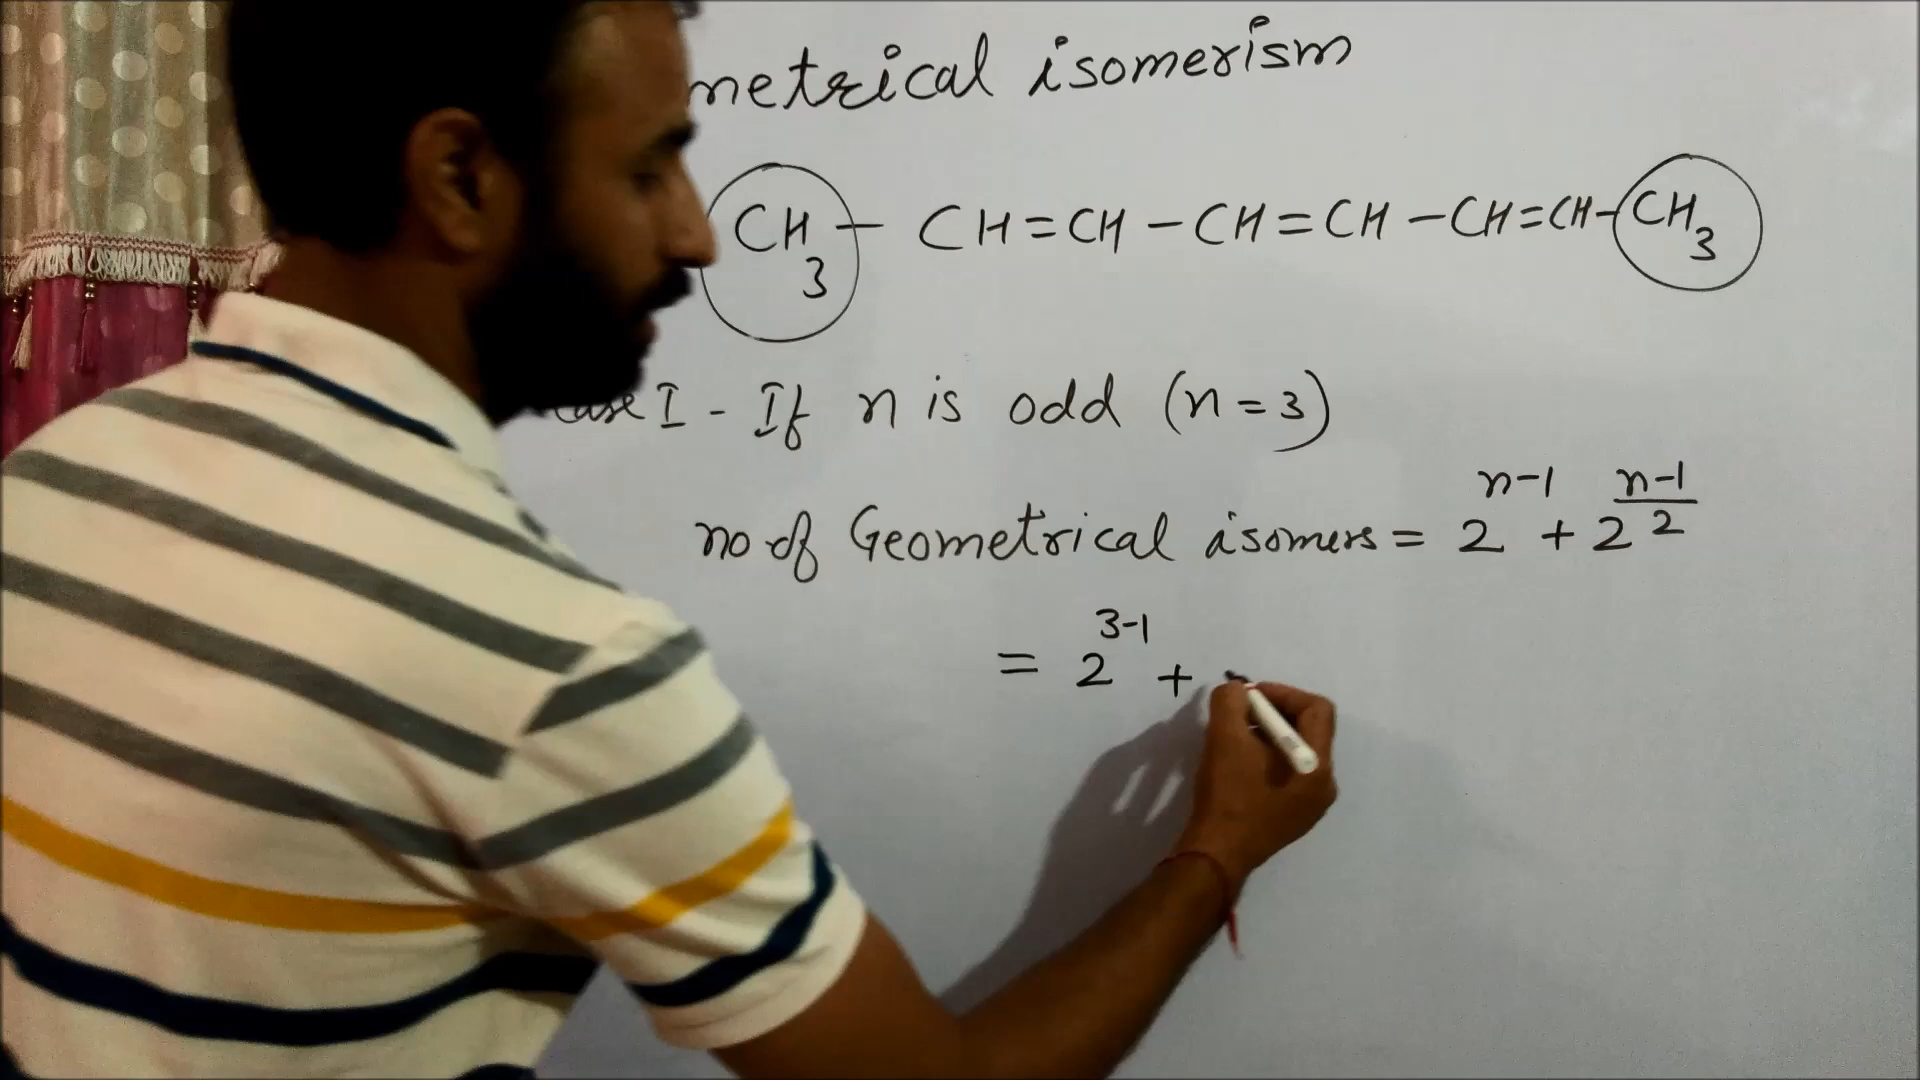 metrical isomerism
CH₃ - CH=CH - CH=CH - CH=CH-CH₃
Case I - If n is odd (n=3)
no of Geometrical isomers = 2^(n-1) + 2^((n-1)/2)
= 2^(3-1) +